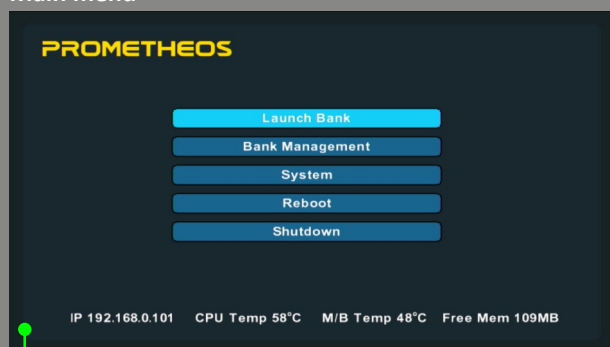 PROMETHEOS
Launch Bank
Bank Management
System
Reboot
Shutdown
IP 192.168.0.101 CPU Temp 58°C M/B Temp 48°C Free Mem 109MB